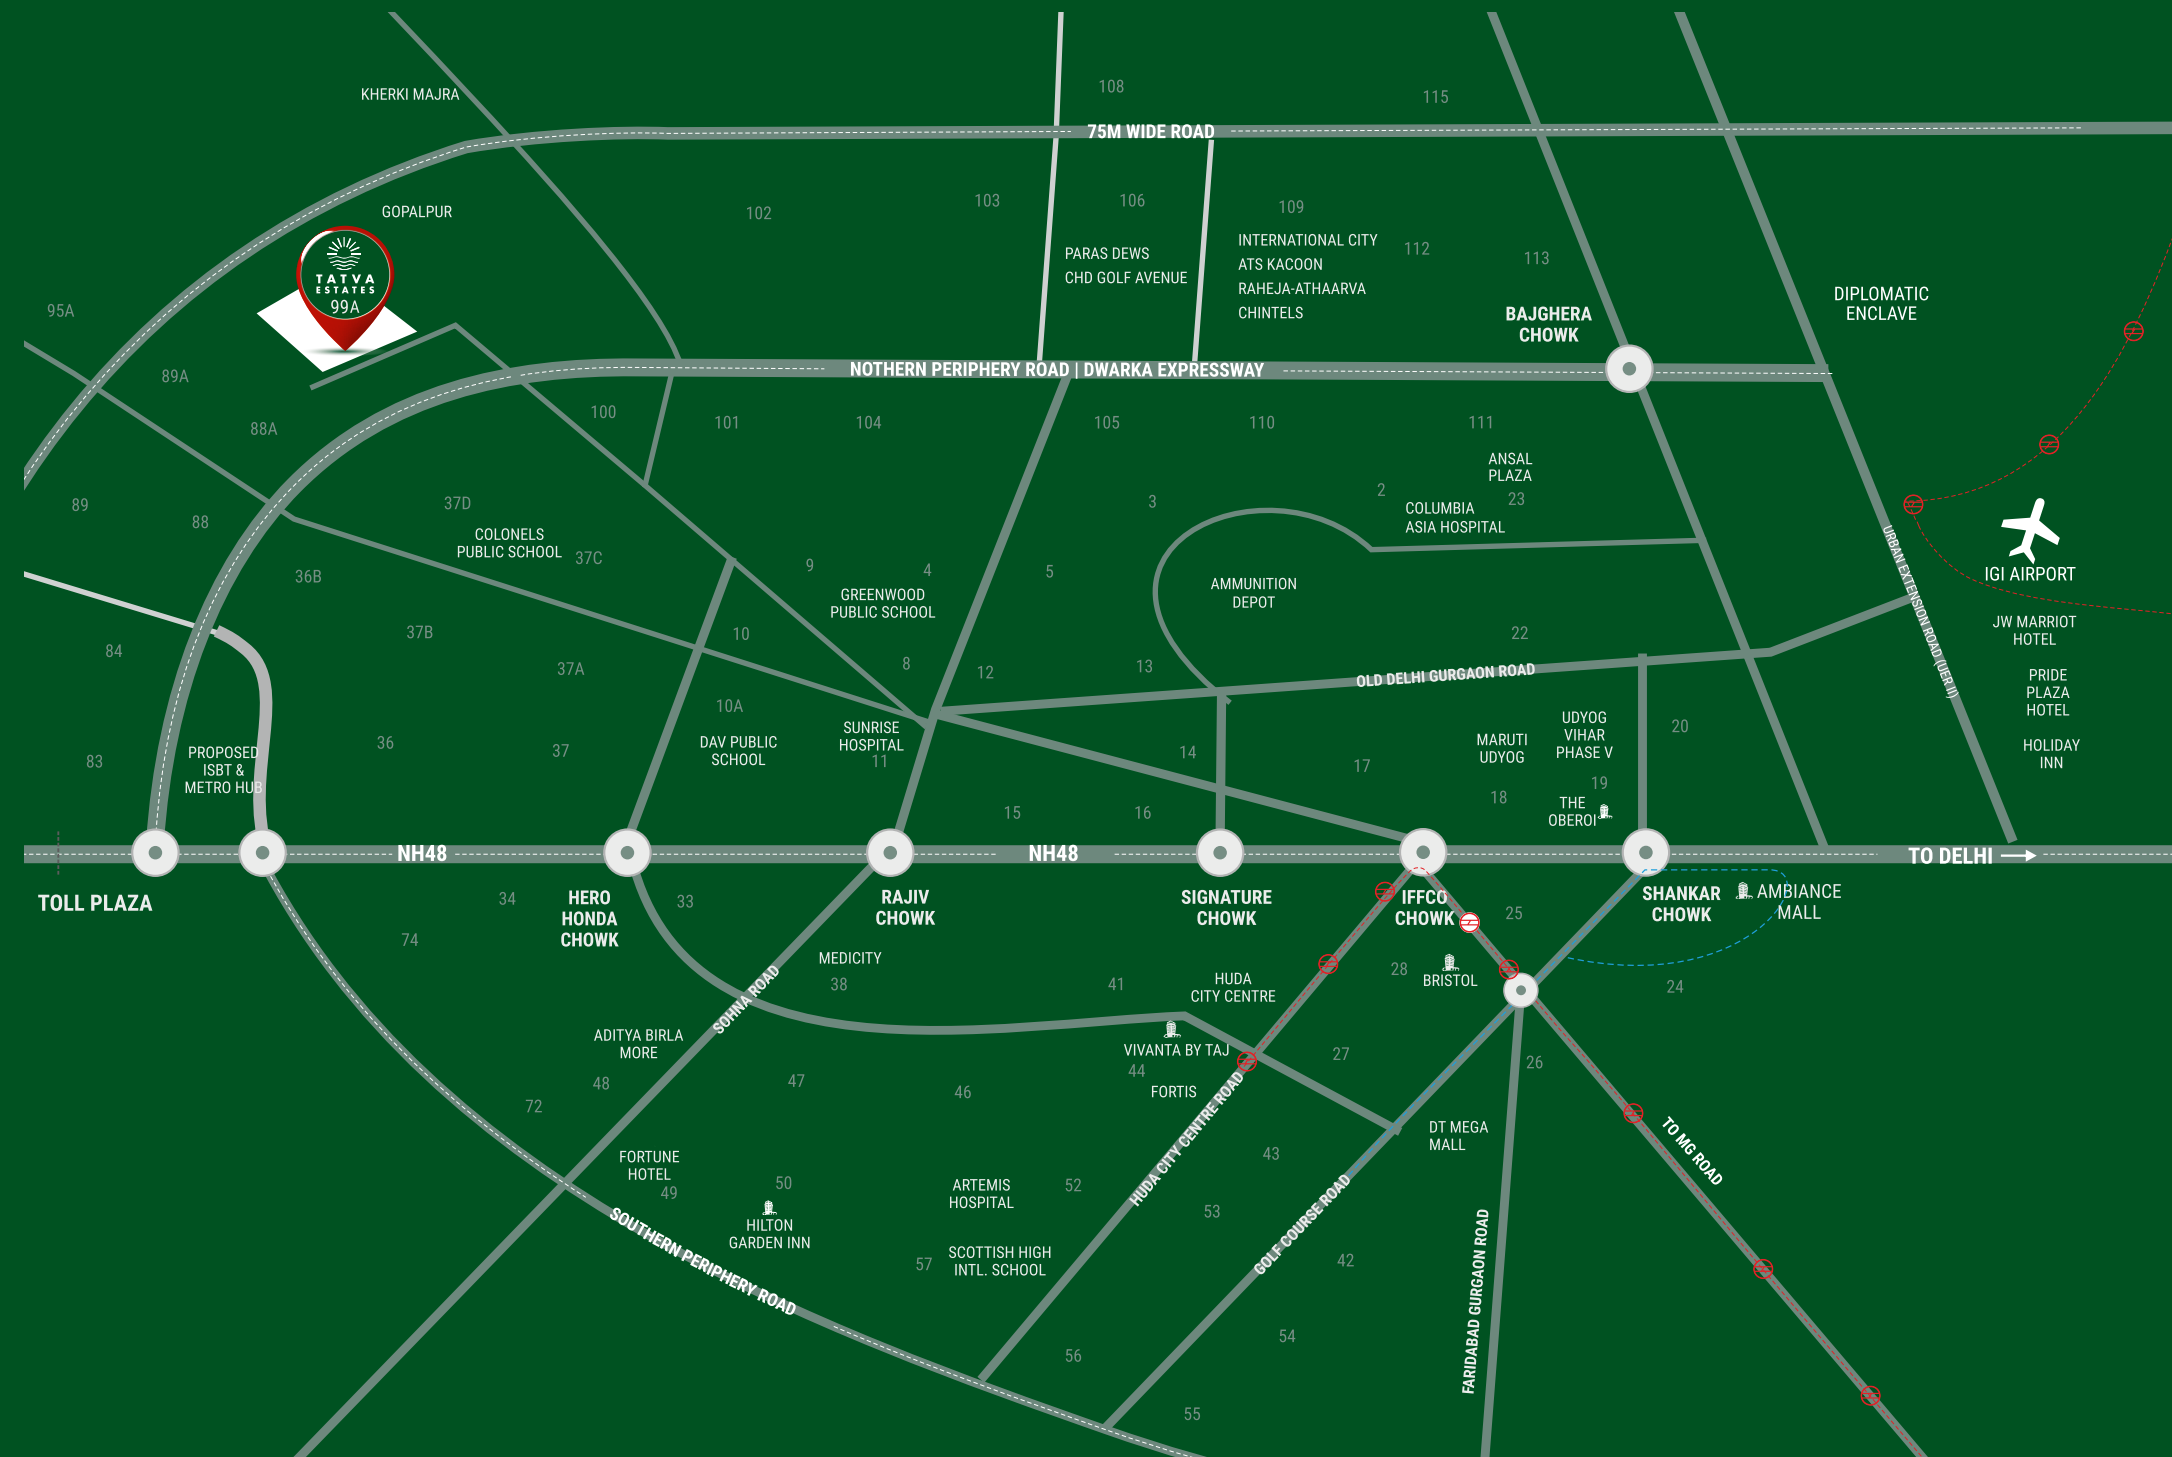 KHERKI MAJRA
108
115
75M WIDE ROAD
GOPALPUR
102
103
106
109
INTERNATIONAL CITY
ATS KACOON
RAHEJA-ATHAARVA
CHINTELS
112
113
PARAS DEWS
CHD GOLF AVENUE
TATVA
ESTATES
99A
95A
BAJGHERA
CHOWK
DIPLOMATIC
ENCLAVE
89A
NOTHERN PERIPHERY ROAD | DWARKA EXPRESSWAY
88A
100
101
104
105
110
111
ANSAL
PLAZA
23
2
COLUMBIA
ASIA HOSPITAL
3
89
88
37D
COLONELS
PUBLIC SCHOOL
37C
36B
9
4
5
GREENWOOD
PUBLIC SCHOOL
AMMUNITION
DEPOT
URBAN EXTENSION ROAD (UER II)
IGI AIRPORT
JW MARRIOT
HOTEL
PRIDE
PLAZA
HOTEL
HOLIDAY
INN
84
37B
37A
10
8
12
13
22
OLD DELHI GURGAON ROAD
10A
DAV PUBLIC
SCHOOL
SUNRISE
HOSPITAL
11
83
PROPOSED
ISBT &
METRO HUB
36
37
14
17
MARUTI
UDYOG
UDYOG
VIHAR
PHASE V
20
19
18
THE
OBEROI
15
16
NH48
NH48
TO DELHI
TOLL PLAZA
34
HERO
HONDA
CHOWK
33
RAJIV
CHOWK
SIGNATURE
CHOWK
IFFCO
CHOWK
25
SHANKAR
CHOWK
AMBIANCE
MALL
74
MEDICITY
38
41
HUDA
CITY CENTRE
28
BRISTOL
24
SOHNA ROAD
ADITYA BIRLA
MORE
48
47
46
VIVANTA BY TAJ
44
FORTIS
27
26
72
HUDA CITY CENTRE ROAD
DT MEGA
MALL
TO MG ROAD
43
FORTUNE
HOTEL
49
50
HILTON
GARDEN INN
ARTEMIS
HOSPITAL
52
53
GOLF COURSE ROAD
SOUTHERN PERIPHERY ROAD
57
SCOTTISH HIGH
INTL. SCHOOL
42
FARIDABAD GURGAON ROAD
54
56
55